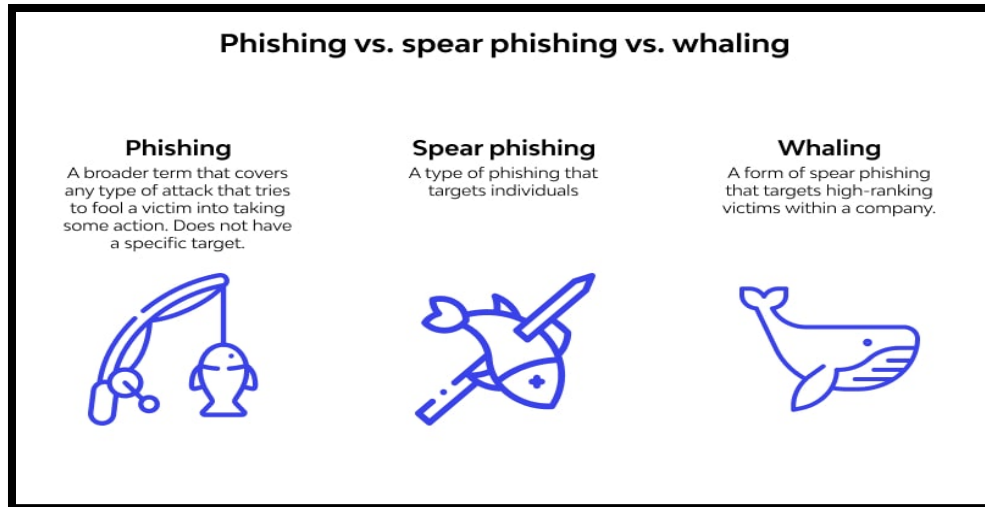 Phishing vs. spear phishing vs. whaling
Phishing
A broader term that covers
any type of attack that tries
to fool a victim into taking
some action. Does not have
a specific target.
Spear phishing
A type of phishing that
targets individuals
Whaling
A form of spear phishing
that targets high-ranking
victims within a company.